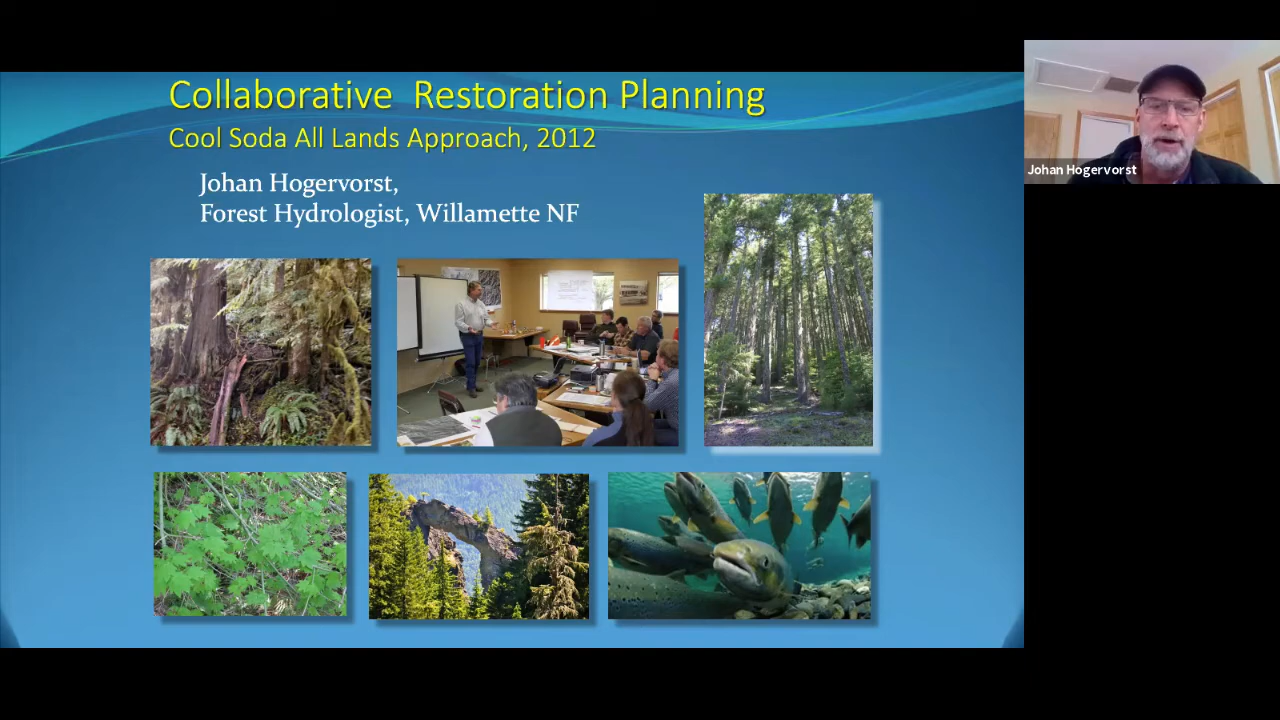 Collaborative Restoration Planning
Cool Soda All Lands Approach, 2012
Johan Hogervorst,
Forest Hydrologist, Willamette NF
Johan Hogervorst